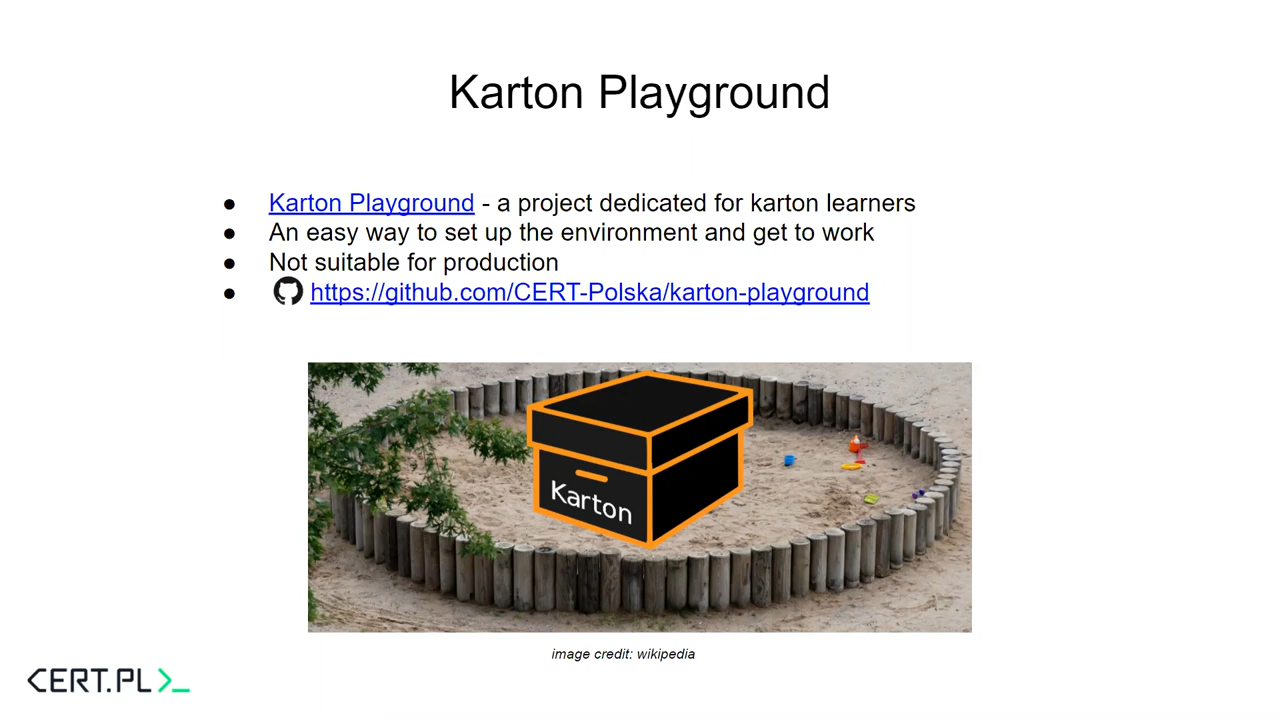 Karton Playground
● Karton Playground - a project dedicated for karton learners
● An easy way to set up the environment and get to work
● Not suitable for production
● https://github.com/CERT-Polska/karton-playground
Karton
image credit: wikipedia
CERT.PL>_